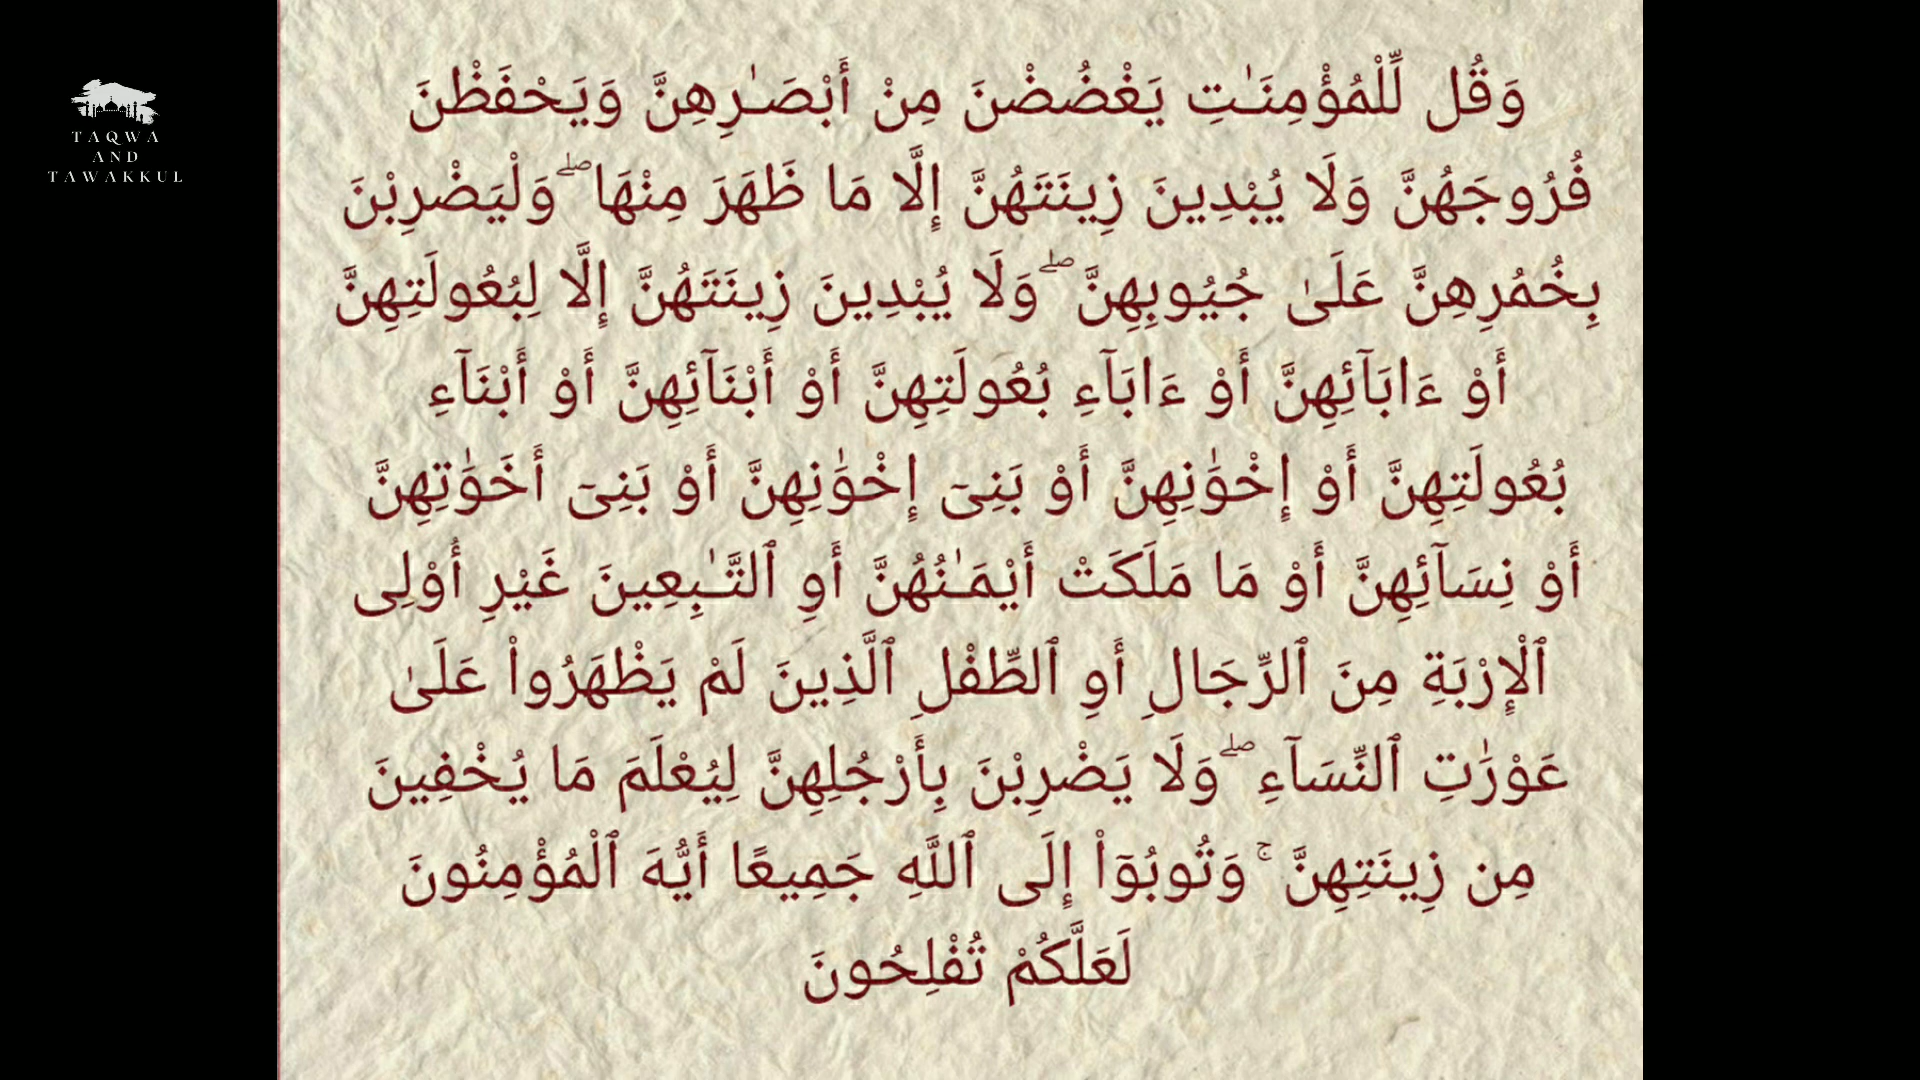 TAQWA
AND
TAWAKKUL
وَقُل لِّلْمُؤْمِنَـٰتِ يَغْضُضْنَ مِنْ أَبْصَـٰرِهِنَّ وَيَحْفَظْنَ
فُرُوجَهُنَّ وَلَا يُبْدِينَ زِينَتَهُنَّ إِلَّا مَا ظَهَرَ مِنْهَا ۖ وَلْيَضْرِبْنَ
بِخُمُرِهِنَّ عَلَىٰ جُيُوبِهِنَّ ۖ وَلَا يُبْدِينَ زِينَتَهُنَّ إِلَّا لِبُعُولَتِهِنَّ
أَوْ ءَابَآئِهِنَّ أَوْ ءَابَآءِ بُعُولَتِهِنَّ أَوْ أَبْنَآئِهِنَّ أَوْ أَبْنَآءِ
بُعُولَتِهِنَّ أَوْ إِخْوَٰنِهِنَّ أَوْ بَنِىٓ إِخْوَٰنِهِنَّ أَوْ بَنِىٓ أَخَوَٰتِهِنَّ
أَوْ نِسَآئِهِنَّ أَوْ مَا مَلَكَتْ أَيْمَـٰنُهُنَّ أَوِ ٱلتَّـٰبِعِينَ غَيْرِ أُو۟لِى
ٱلْإِرْبَةِ مِنَ ٱلرِّجَالِ أَوِ ٱلطِّفْلِ ٱلَّذِينَ لَمْ يَظْهَرُوا۟ عَلَىٰ
عَوْرَٰتِ ٱلنِّسَآءِ ۖ وَلَا يَضْرِبْنَ بِأَرْجُلِهِنَّ لِيُعْلَمَ مَا يُخْفِينَ
مِن زِينَتِهِنَّ ۚ وَتُوبُوٓا۟ إِلَى ٱللَّهِ جَمِيعًا أَيُّهَ ٱلْمُؤْمِنُونَ
لَعَلَّكُمْ تُفْلِحُونَ